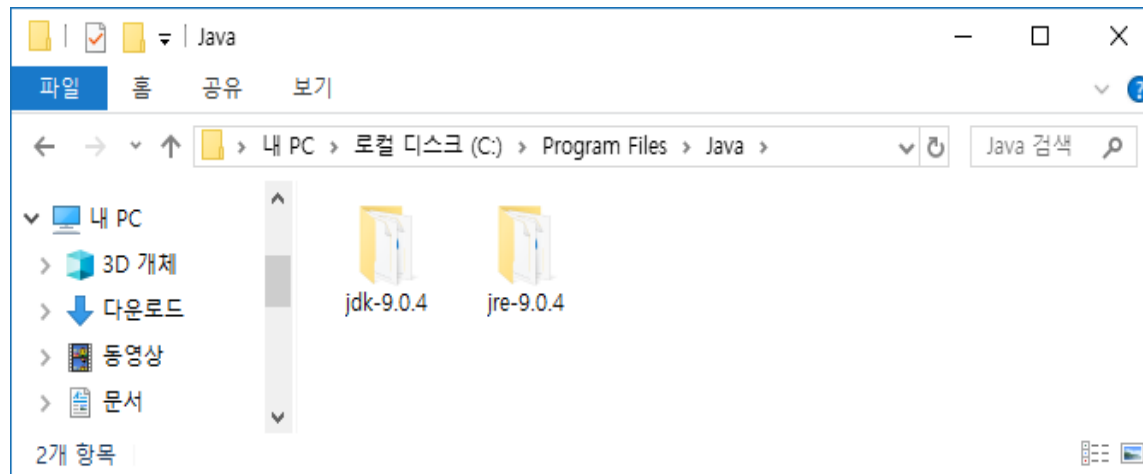 Java
파일 홈 공유 보기
내 PC > 로컬 디스크 (C:) > Program Files > Java >
Java 검색
내 PC
3D 개체
다운로드
동영상
문서
jdk-9.0.4
jre-9.0.4
2개 항목